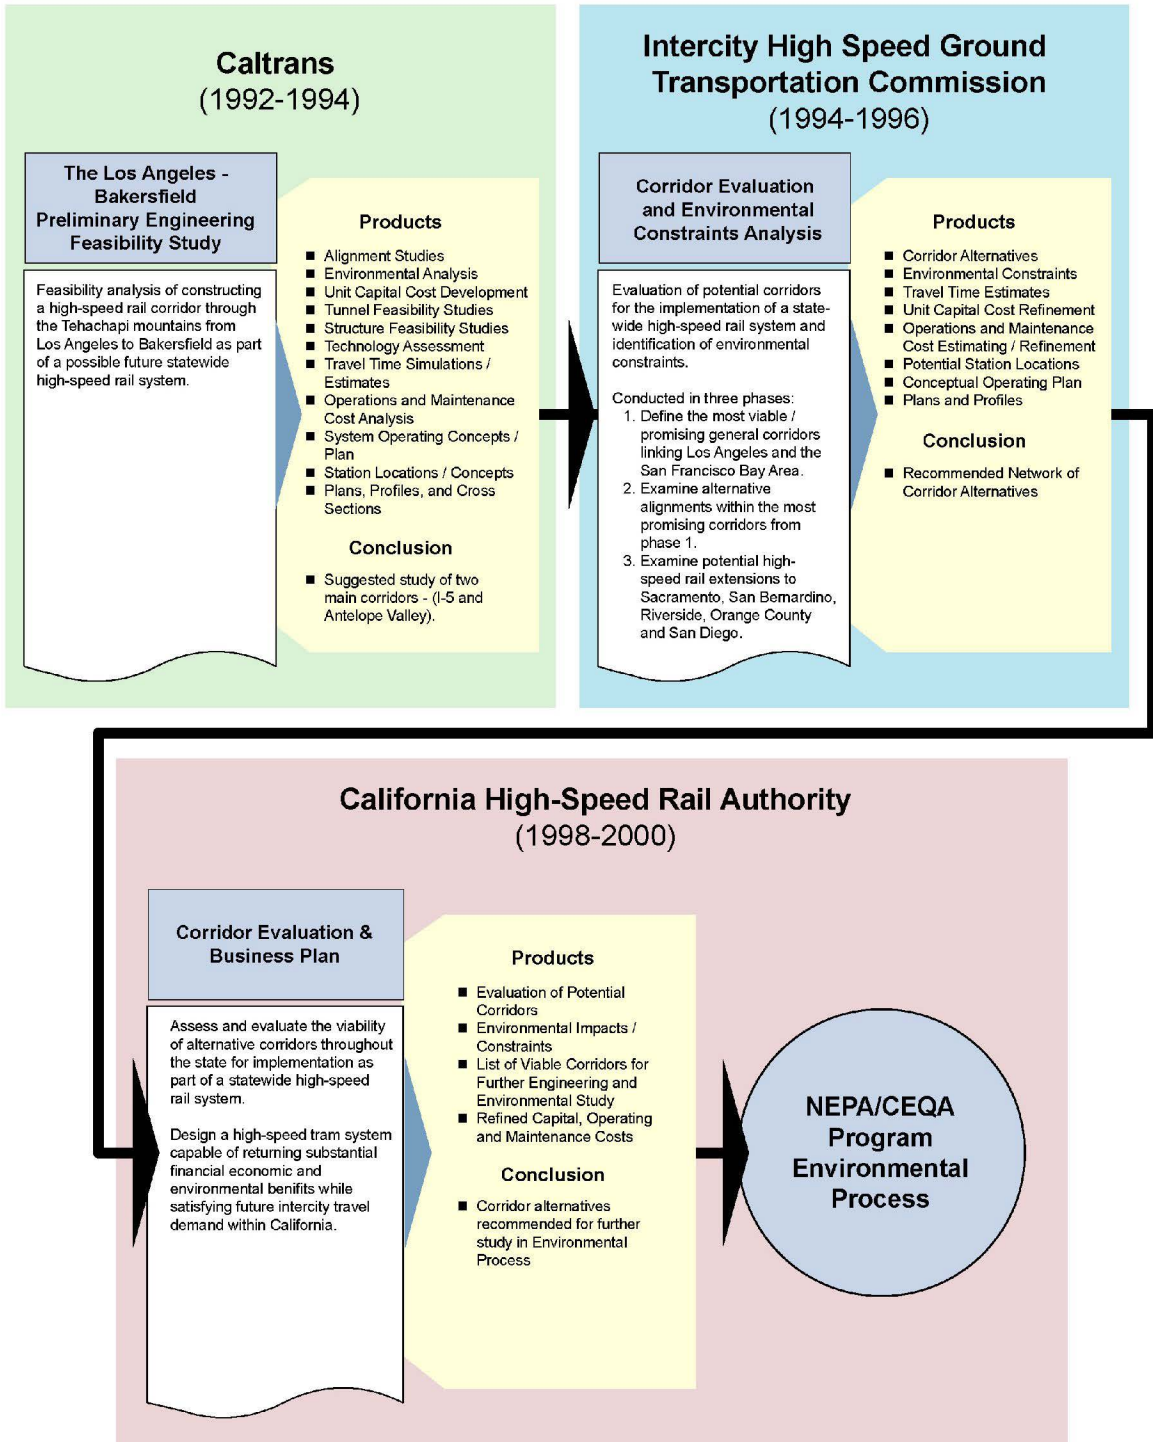 Caltrans
(1992-1994)
The Los Angeles -
Bakersfield
Preliminary Engineering
Feasibility Study
Feasibility analysis of constructing
a high-speed rail corridor through
the Tehachapi mountains from
Los Angeles to Bakersfield as part
of a possible future statewide
high-speed rail system.
Products
■ Alignment Studies
■ Environmental Analysis
■ Unit Capital Cost Development
■ Tunnel Feasibility Studies
■ Structure Feasibility Studies
■ Technology Assessment
■ Travel Time Simulations /
Estimates
■ Operations and Maintenance
Cost Analysis
■ System Operating Concepts /
Plan
■ Station Locations / Concepts
■ Plans, Profiles, and Cross
Sections
Conclusion
■ Suggested study of two
main corridors - (I-5 and
Antelope Valley).
Intercity High Speed Ground
Transportation Commission
(1994-1996)
Corridor Evaluation
and Environmental
Constraints Analysis
Evaluation of potential corridors
for the implementation of a state-
wide high-speed rail system and
identification of environmental
constraints.
Conducted in three phases:
1. Define the most viable /
promising general corridors
linking Los Angeles and the
San Francisco Bay Area.
2. Examine alternative
alignments within the most
promising corridors from
phase 1.
3. Examine potential high-
speed rail extensions to
Sacramento, San Bernardino,
Riverside, Orange County
and San Diego.
Products
■ Corridor Alternatives
■ Environmental Constraints
■ Travel Time Estimates
■ Unit Capital Cost Refinement
■ Operations and Maintenance
Cost Estimating / Refinement
■ Potential Station Locations
■ Conceptual Operating Plan
■ Plans and Profiles
Conclusion
■ Recommended Network of
Corridor Alternatives
California High-Speed Rail Authority
(1998-2000)
Corridor Evaluation &
Business Plan
Assess and evaluate the viability
of alternative corridors throughout
the state for implementation as
part of a statewide high-speed
rail system.
Design a high-speed tram system
capable of returning substantial
financial economic and
environmental benifits while
satisfying future intercity travel
demand within California.
Products
■ Evaluation of Potential
Corridors
■ Environmental Impacts /
Constraints
■ List of Viable Corridors for
Further Engineering and
Environmental Study
■ Refined Capital, Operating
and Maintenance Costs
Conclusion
■ Corridor alternatives
recommended for further
study in Environmental
Process
NEPA/CEQA
Program
Environmental
Process